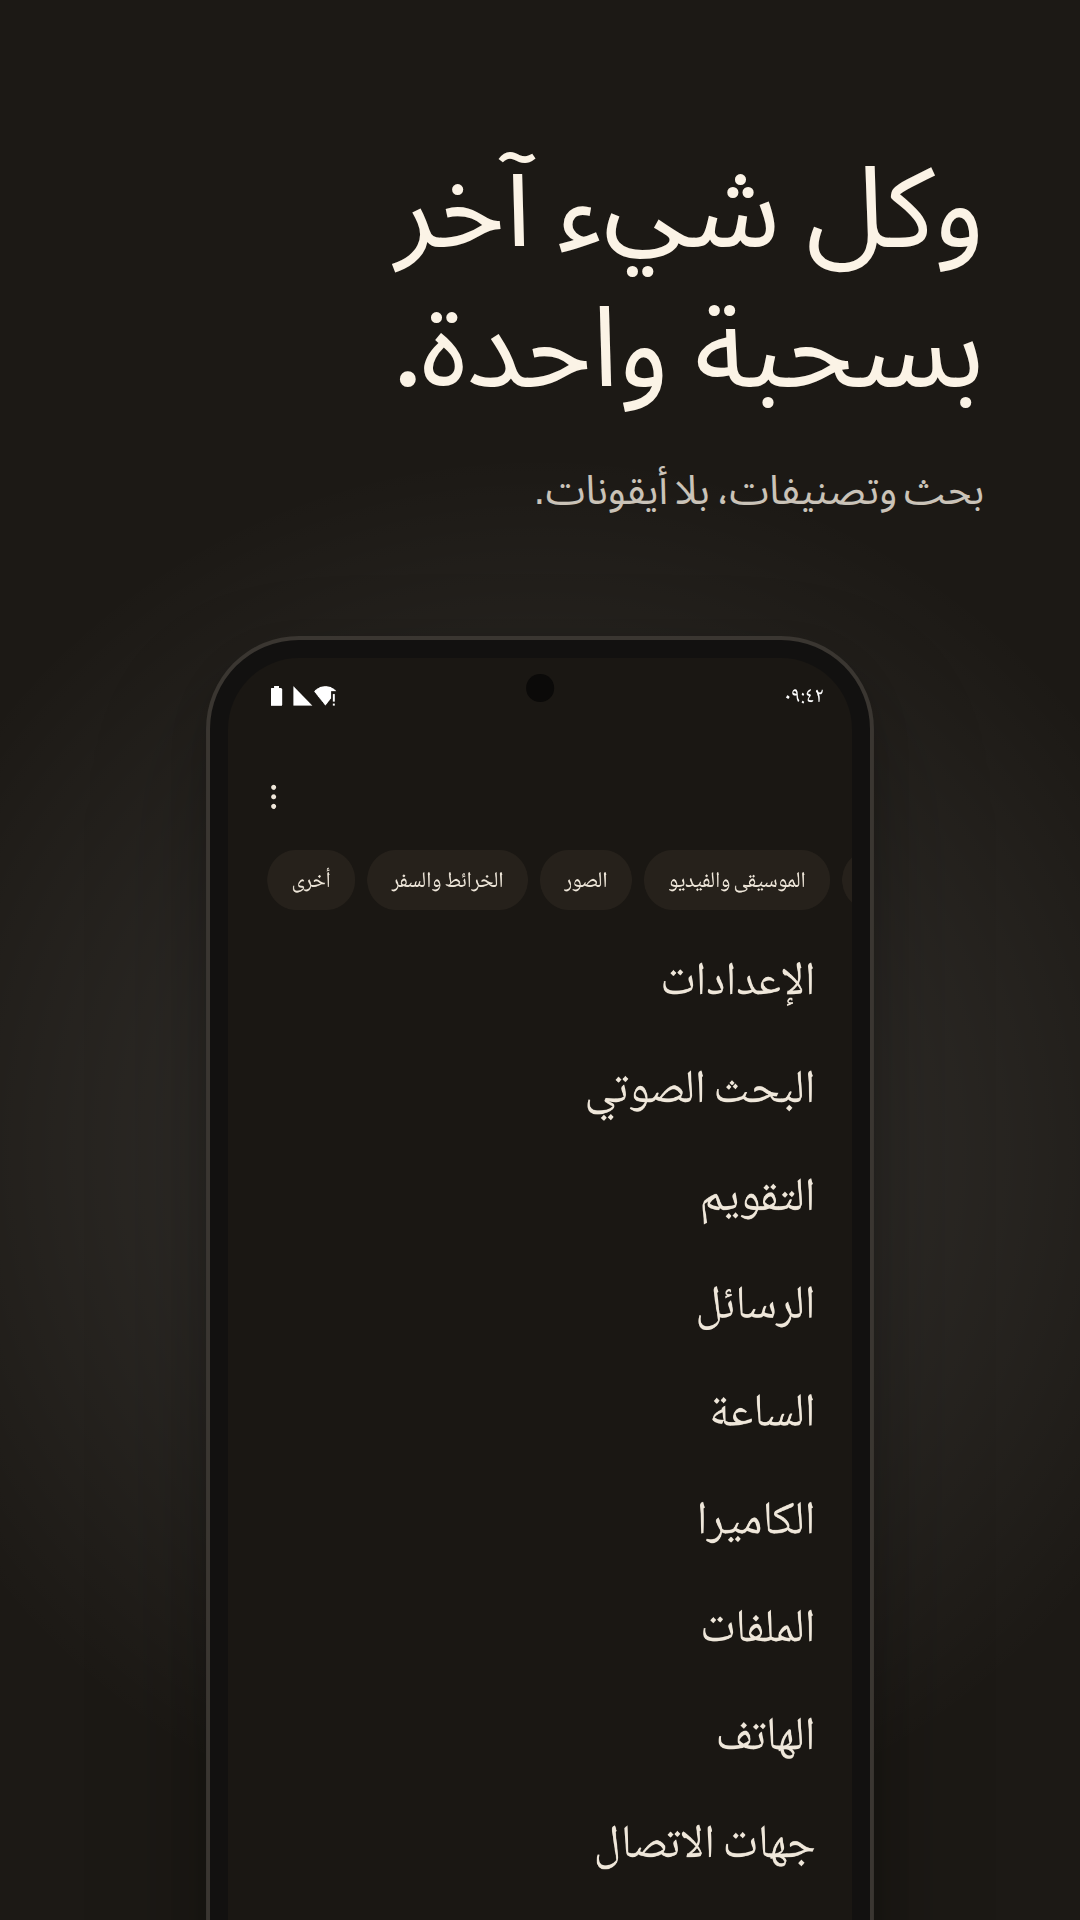 وكل شيء آخر
بسحبة واحدة.
بحث وتصنيفات، بلا أيقونات.
٠٩:٤٢
الموسيقى والفيديو
الصور
الخرائط والسفر
أخرى
الإعدادات
البحث الصوتي
التقويم
الرسائل
الساعة
الكاميرا
الملفات
الهاتف
جهات الاتصال